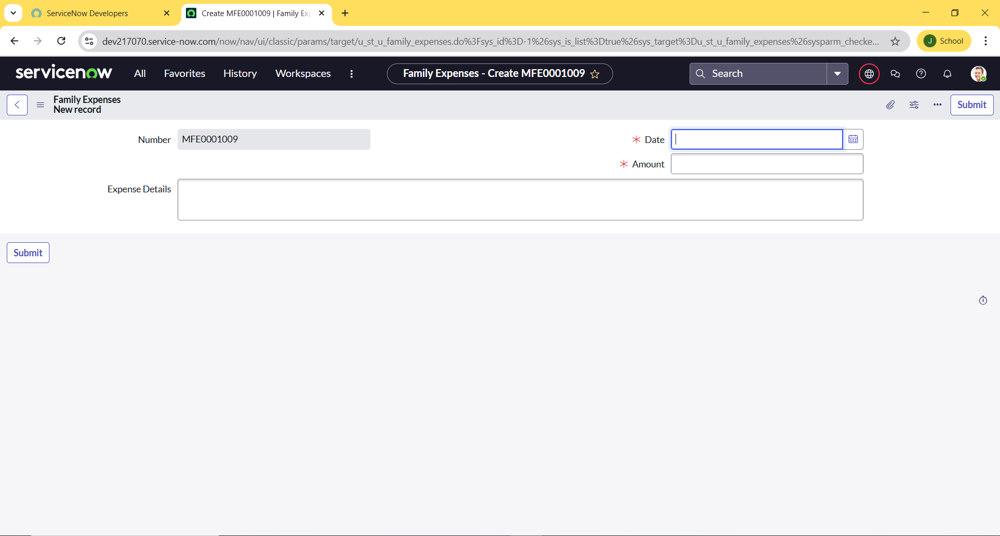 ServiceNow Developers
Create MFE0001009 | Family Ex
dev217070.service-now.com/now/nav/ui/classic/params/target/u_st_u_family_expenses.do%3Fsys_id%3D-1%26sys_is_list%3Dtrue%26sys_target%3Du_st_u_family_expenses%26sysparm_checke...
J School
servicenow
All
Favorites
History
Workspaces
Family Expenses - Create MFE0001009
Search
Family Expenses
New record
Submit
Number
MFE0001009
Date
Amount
Expense Details
Submit